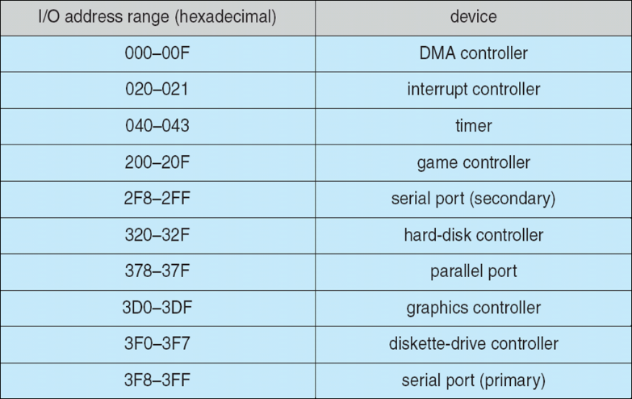 I/O address range (hexadecimal) device
000–00F DMA controller
020–021 interrupt controller
040–043 timer
200–20F game controller
2F8–2FF serial port (secondary)
320–32F hard-disk controller
378–37F parallel port
3D0–3DF graphics controller
3F0–3F7 diskette-drive controller
3F8–3FF serial port (primary)